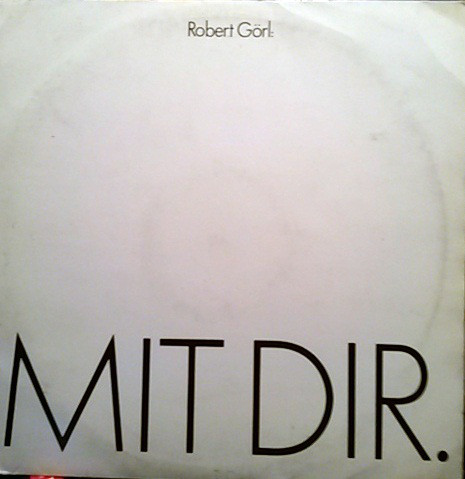 Robert Görl:
MIT DIR.